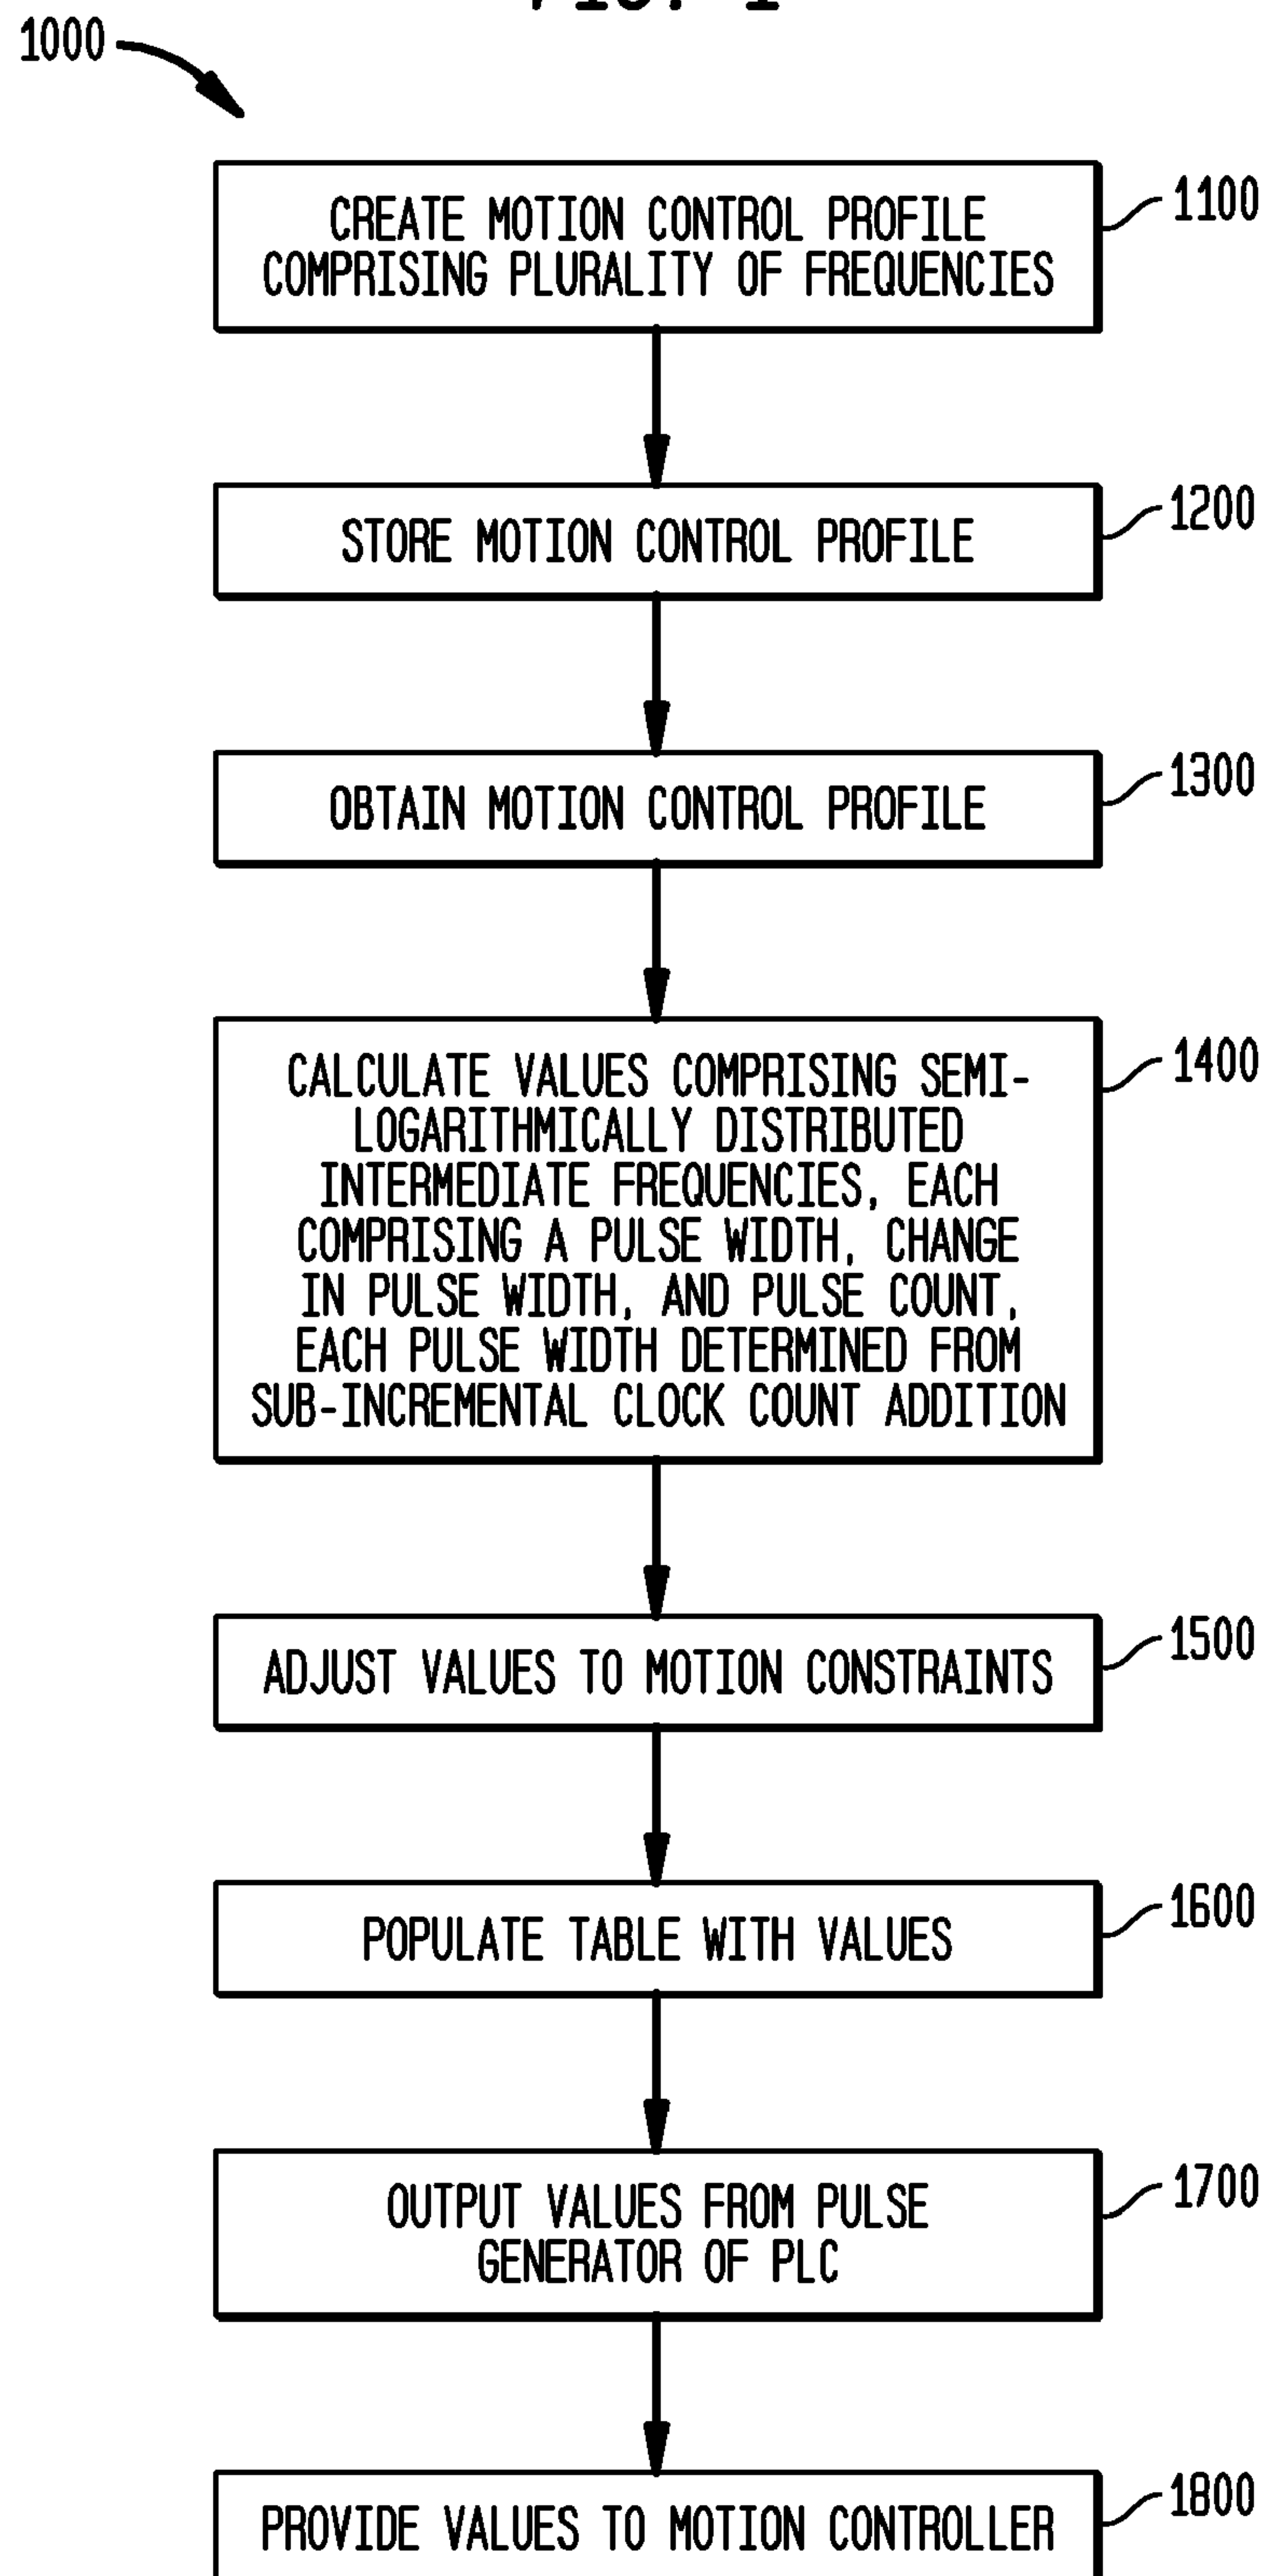 FIG. 1
1000
CREATE MOTION CONTROL PROFILE
COMPRISING PLURALITY OF FREQUENCIES
1100
STORE MOTION CONTROL PROFILE
1200
OBTAIN MOTION CONTROL PROFILE
1300
CALCULATE VALUES COMPRISING SEMI-
LOGARITHMICALLY DISTRIBUTED
INTERMEDIATE FREQUENCIES, EACH
COMPRISING A PULSE WIDTH, CHANGE
IN PULSE WIDTH, AND PULSE COUNT,
EACH PULSE WIDTH DETERMINED FROM
SUB-INCREMENTAL CLOCK COUNT ADDITION
1400
ADJUST VALUES TO MOTION CONSTRAINTS
1500
POPULATE TABLE WITH VALUES
1600
OUTPUT VALUES FROM PULSE
GENERATOR OF PLC
1700
PROVIDE VALUES TO MOTION CONTROLLER
1800